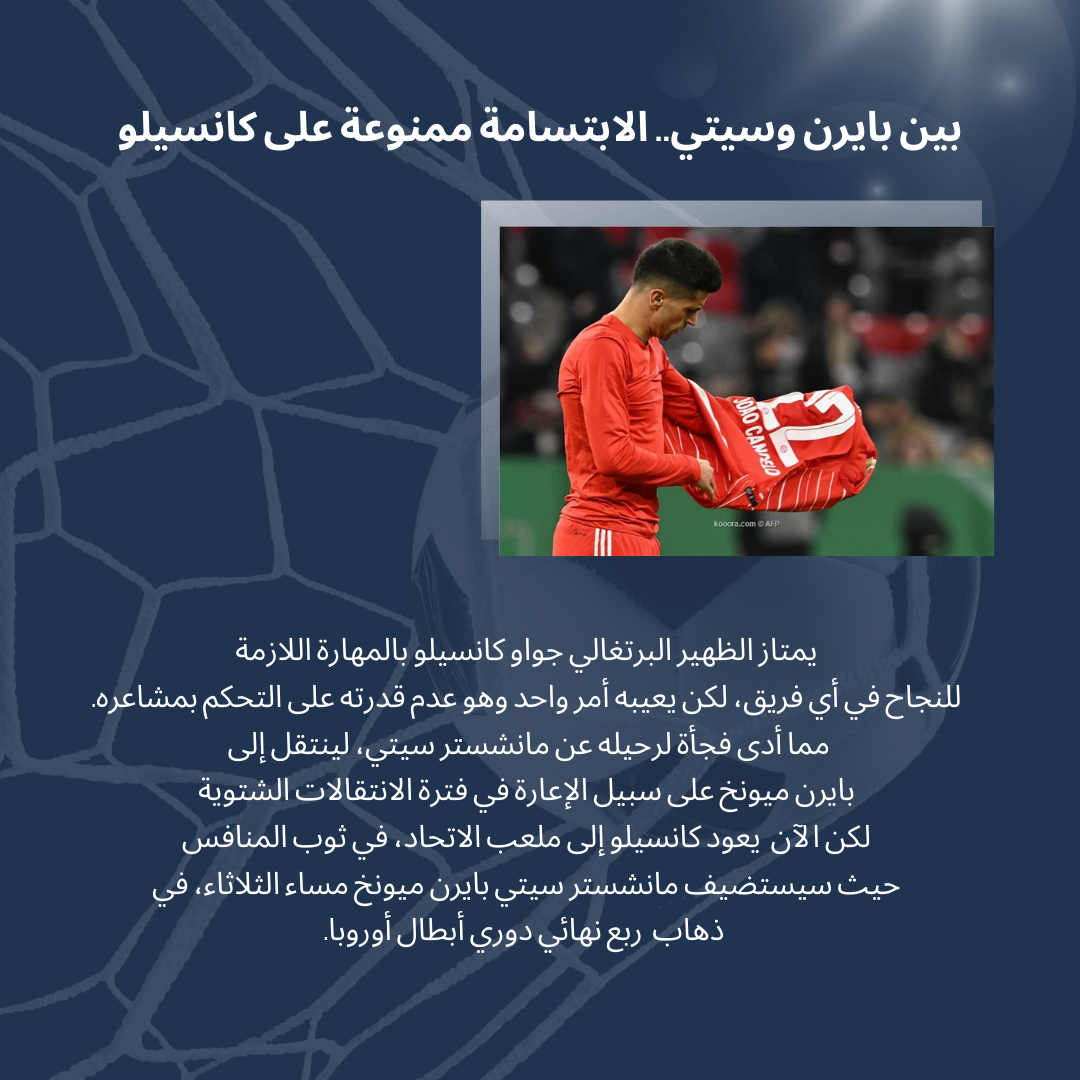 بين بايرن وسيتي.. الابتسامة ممنوعة على كانسيلو
22
JOAO CANCELO
kooora.com © AFP
يمتاز الظهير البرتغالي جواو كانسيلو بالمهارة اللازمة
للنجاح في أي فريق، لكن يعيبه أمر واحد وهو عدم قدرته على التحكم بمشاعره.
مما أدى فجأة لرحيله عن مانشستر سيتي، لينتقل إلى
بايرن ميونخ على سبيل الإعارة في فترة الانتقالات الشتوية
لكن الآن يعود كانسيلو إلى ملعب الاتحاد، في ثوب المنافس
حيث سيستضيف مانشستر سيتي بايرن ميونخ مساء الثلاثاء، في
ذهاب ربع نهائي دوري أبطال أوروبا.